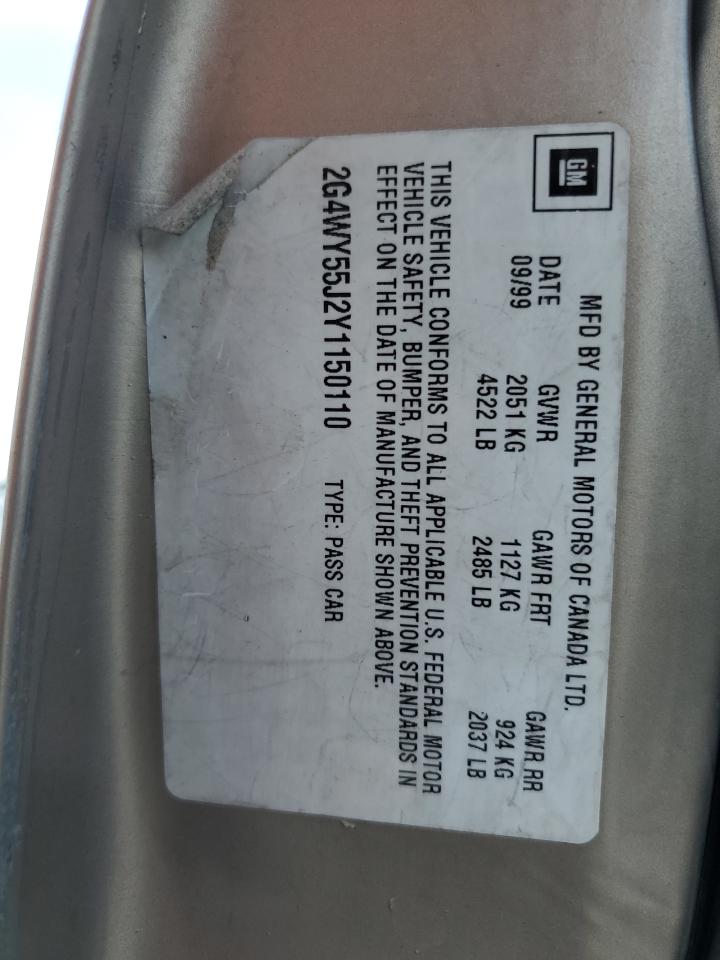 GM
MFD BY GENERAL MOTORS OF CANADA LTD.
DATE GVWR GAWR FRT GAWR RR
09/99 2051 KG 1127 KG 924 KG
4522 LB 2485 LB 2037 LB
THIS VEHICLE CONFORMS TO ALL APPLICABLE U.S. FEDERAL MOTOR
VEHICLE SAFETY, BUMPER, AND THEFT PREVENTION STANDARDS IN
EFFECT ON THE DATE OF MANUFACTURE SHOWN ABOVE.
2G4WY55J2Y1150110 TYPE: PASS CAR